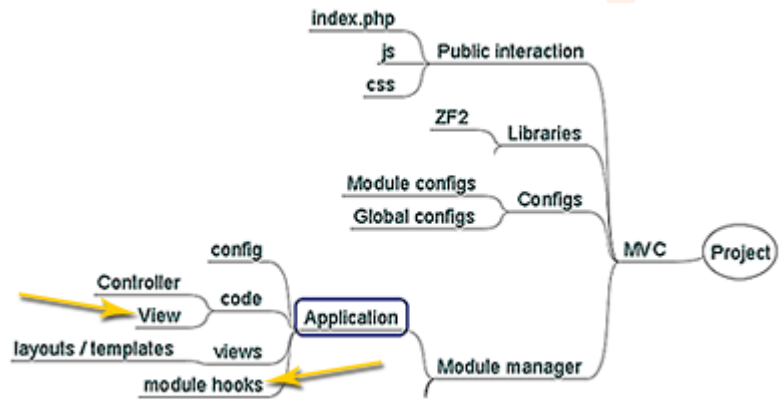 index.php
js
Public interaction
css
ZF2
Libraries
Module configs
Configs
Global configs
MVC
Project
config
Controller
code
View
Application
layouts / templates
views
Module manager
module hooks